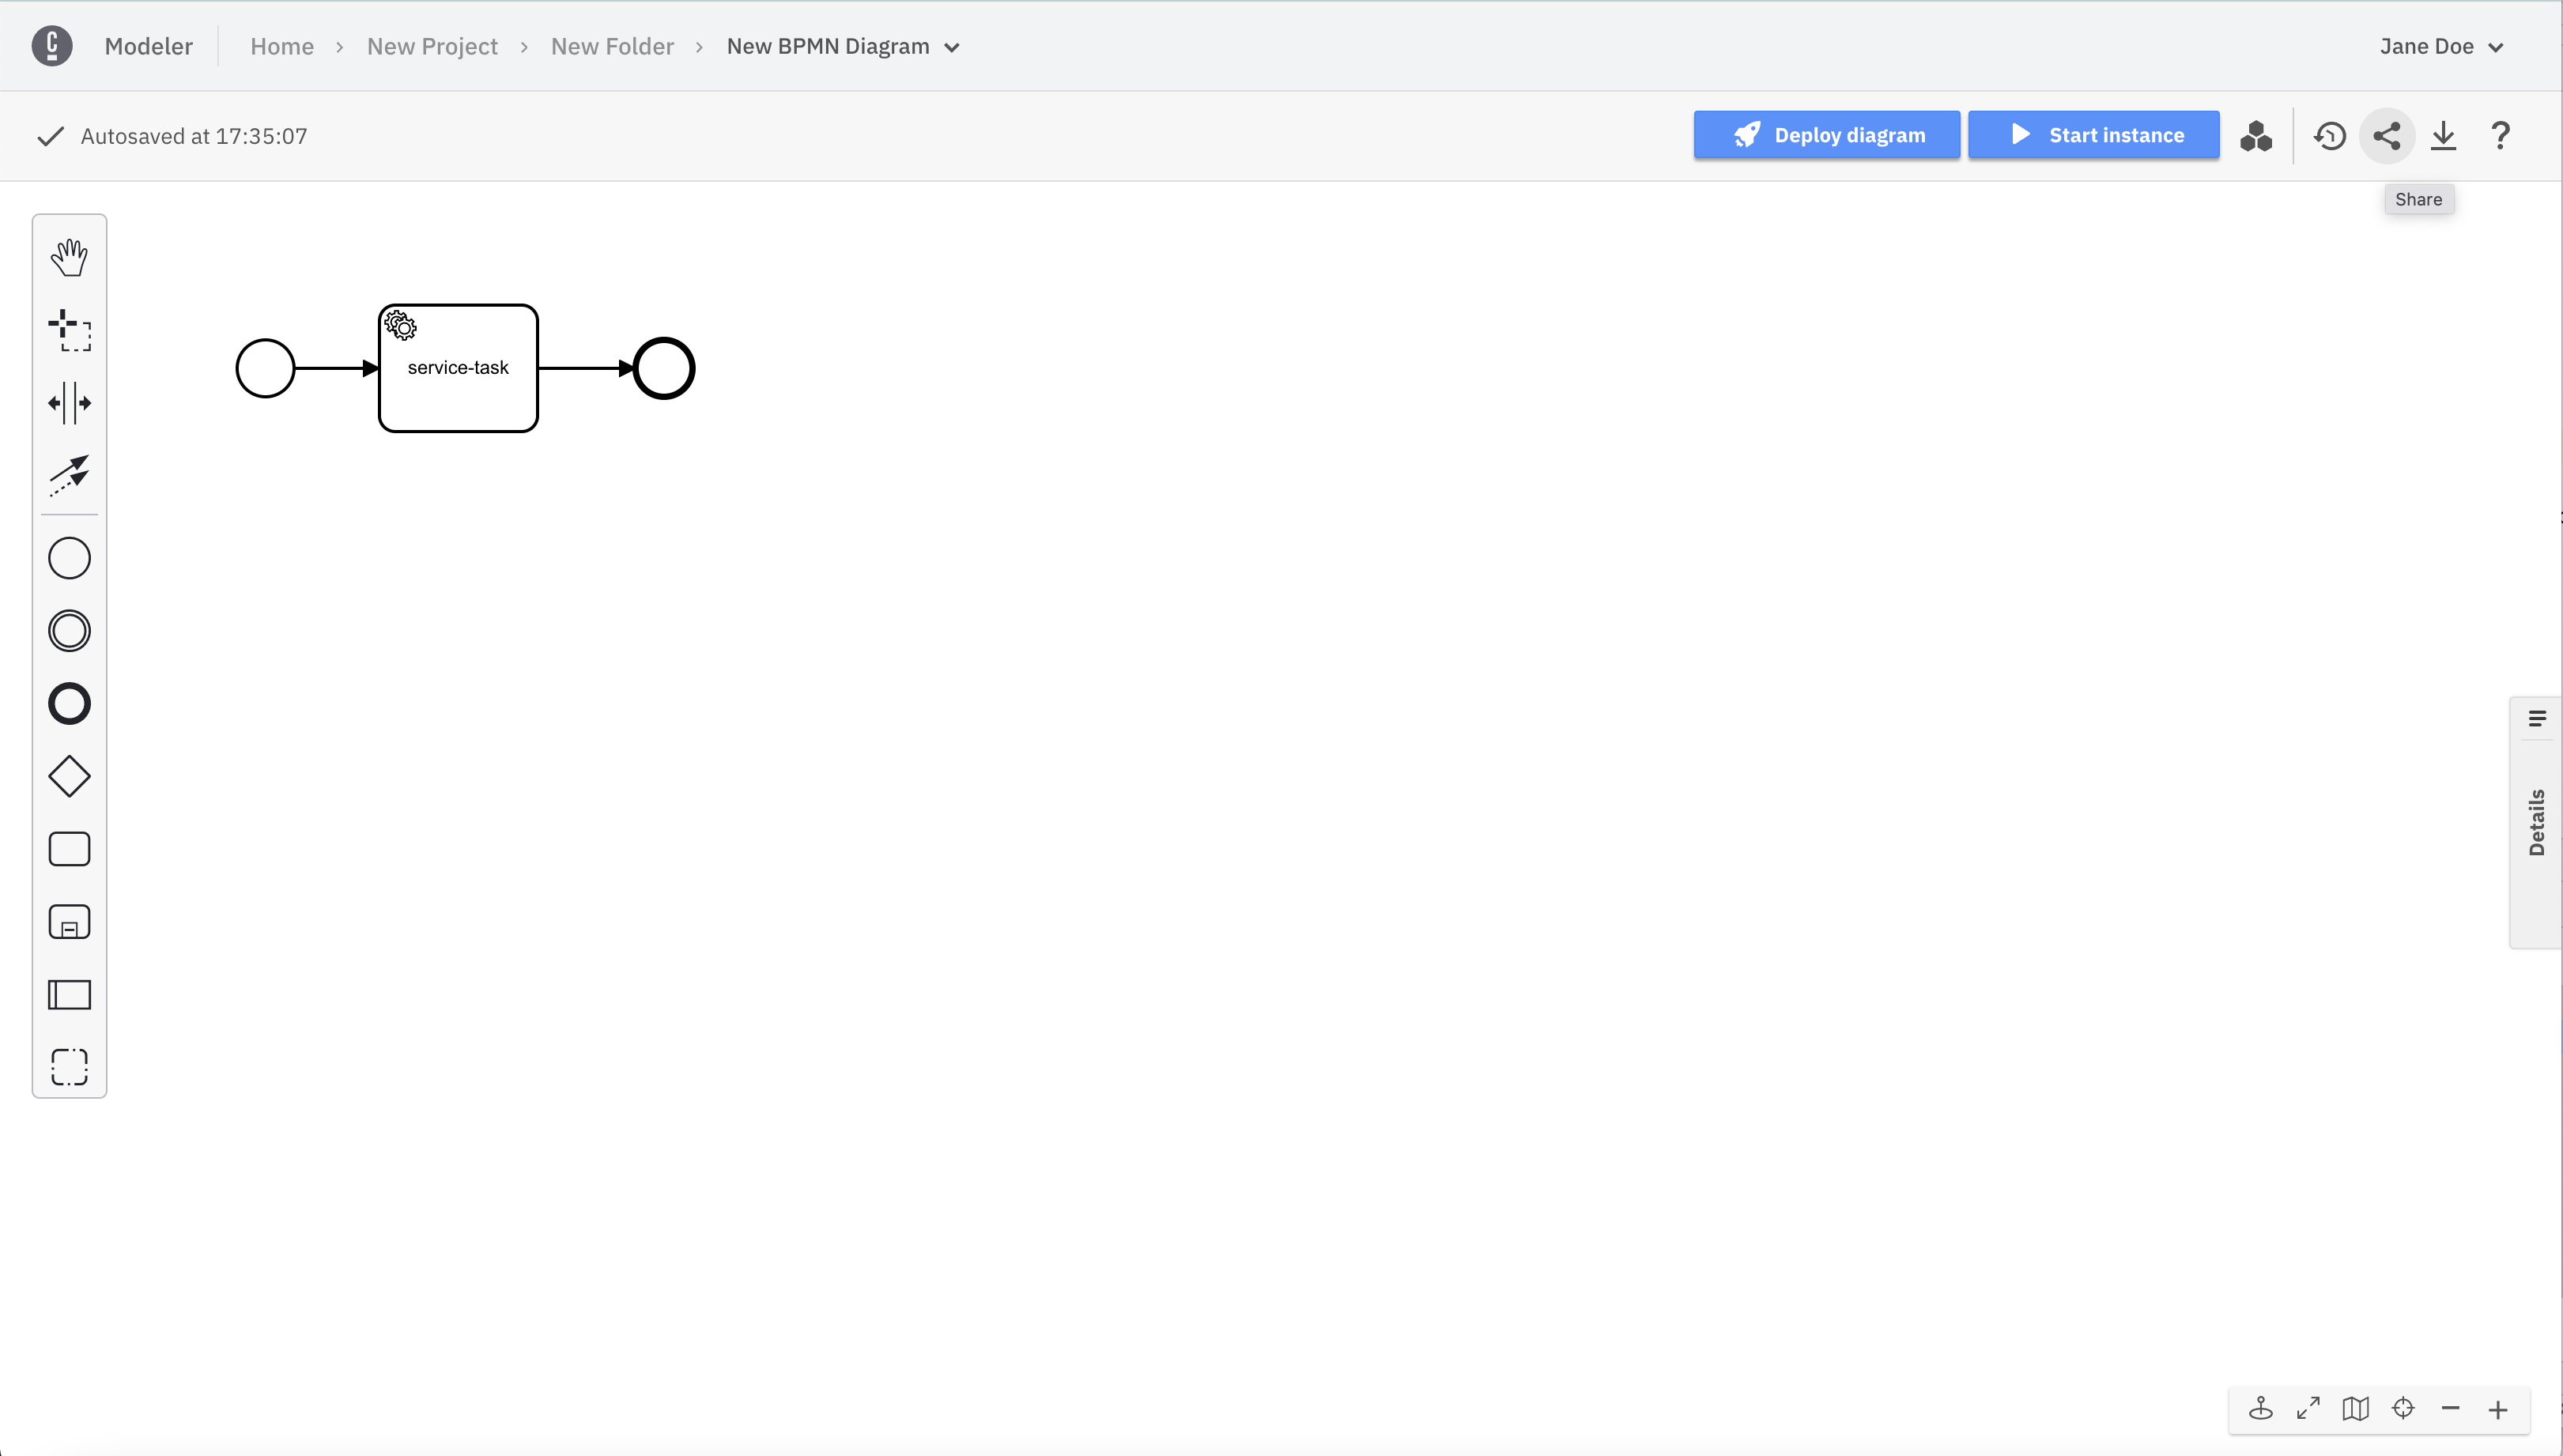 Modeler Home › New Project › New Folder › New BPMN Diagram
Jane Doe
Autosaved at 17:35:07
Deploy diagram
Start instance
?
Share
service-task
Details